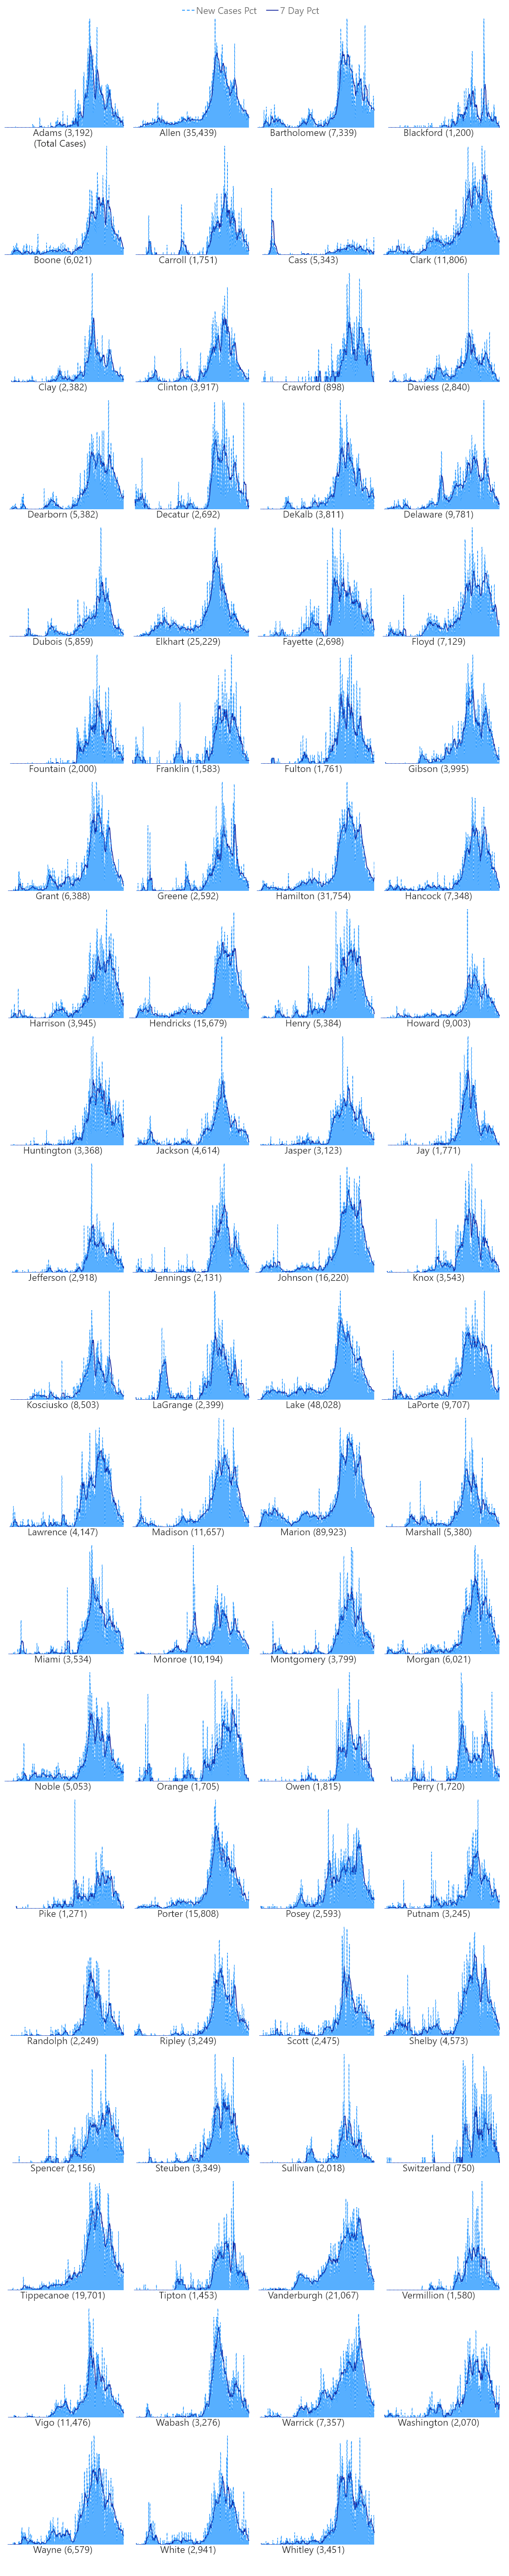 New Cases Pct 7 Day Pct
Adams (3,192) Allen (35,439) Bartholomew (7,339) Blackford (1,200)
(Total Cases)
Boone (6,021) Carroll (1,751) Cass (5,343) Clark (11,806)
Clay (2,382) Clinton (3,917) Crawford (898) Daviess (2,840)
Dearborn (5,382) Decatur (2,692) DeKalb (3,811) Delaware (9,781)
Dubois (5,859) Elkhart (25,229) Fayette (2,698) Floyd (7,129)
Fountain (2,000) Franklin (1,583) Fulton (1,761) Gibson (3,995)
Grant (6,388) Greene (2,592) Hamilton (31,754) Hancock (7,348)
Harrison (3,945) Hendricks (15,679) Henry (5,384) Howard (9,003)
Huntington (3,368) Jackson (4,614) Jasper (3,123) Jay (1,771)
Jefferson (2,918) Jennings (2,131) Johnson (16,220) Knox (3,543)
Kosciusko (8,503) LaGrange (2,399) Lake (48,028) LaPorte (9,707)
Lawrence (4,147) Madison (11,657) Marion (89,923) Marshall (5,380)
Miami (3,534) Monroe (10,194) Montgomery (3,799) Morgan (6,021)
Noble (5,053) Orange (1,705) Owen (1,815) Perry (1,720)
Pike (1,271) Porter (15,808) Posey (2,593) Putnam (3,245)
Randolph (2,249) Ripley (3,249) Scott (2,475) Shelby (4,573)
Spencer (2,156) Steuben (3,349) Sullivan (2,018) Switzerland (750)
Tippecanoe (19,701) Tipton (1,453) Vanderburgh (21,067) Vermillion (1,580)
Vigo (11,476) Wabash (3,276) Warrick (7,357) Washington (2,070)
Wayne (6,579) White (2,941) Whitley (3,451)